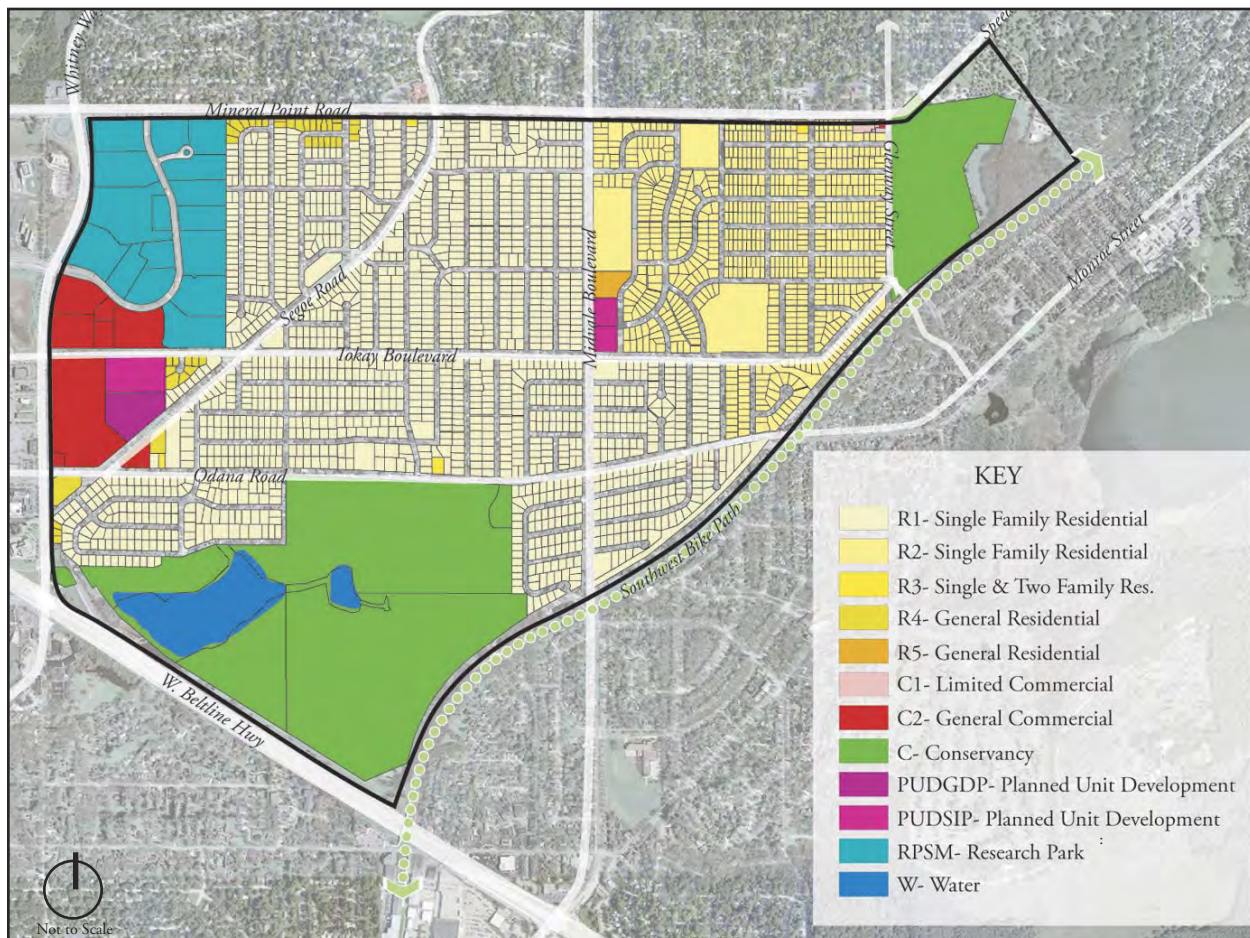 Whitney Way
Speed
Mineral Point Road
Glenway Street
Monroe Street
Segoe Road
Midvale Boulevard
Tokay Boulevard
Odana Road
Southwest Bike Path
W. Beltline Hwy
Not to Scale
KEY
R1- Single Family Residential
R2- Single Family Residential
R3- Single & Two Family Res.
R4- General Residential
R5- General Residential
C1- Limited Commercial
C2- General Commercial
C- Conservancy
PUDGDP- Planned Unit Development
PUDSIP- Planned Unit Development
:
RPSM- Research Park
W- Water